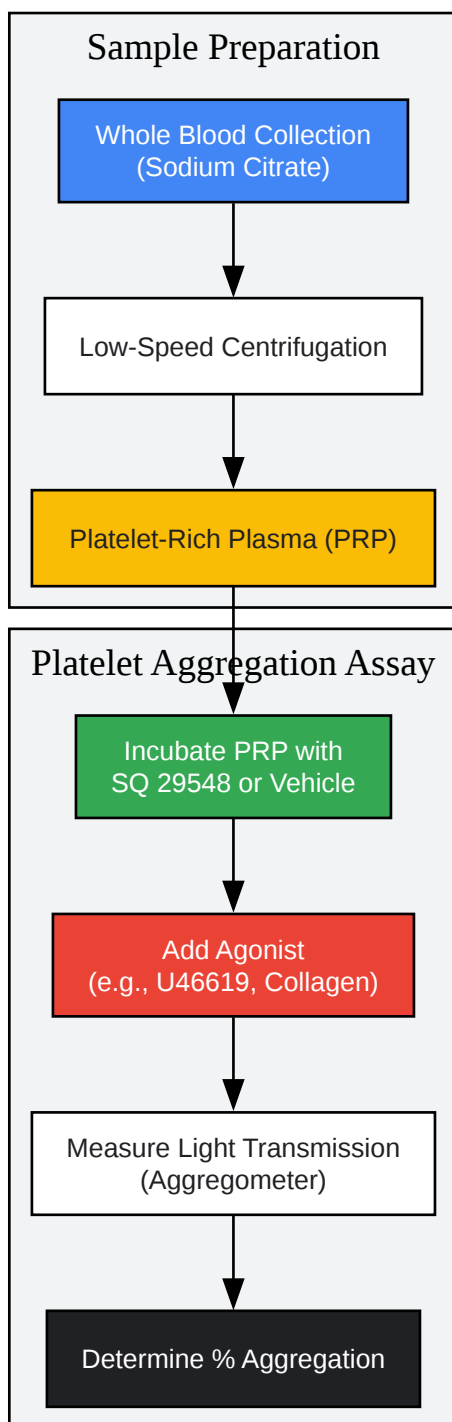 Sample Preparation
Whole Blood Collection
(Sodium Citrate)
Low-Speed Centrifugation
Platelet-Rich Plasma (PRP)
Platelet Aggregation Assay
Incubate PRP with
SQ 29548 or Vehicle
Add Agonist
(e.g., U46619, Collagen)
Measure Light Transmission
(Aggregometer)
Determine % Aggregation